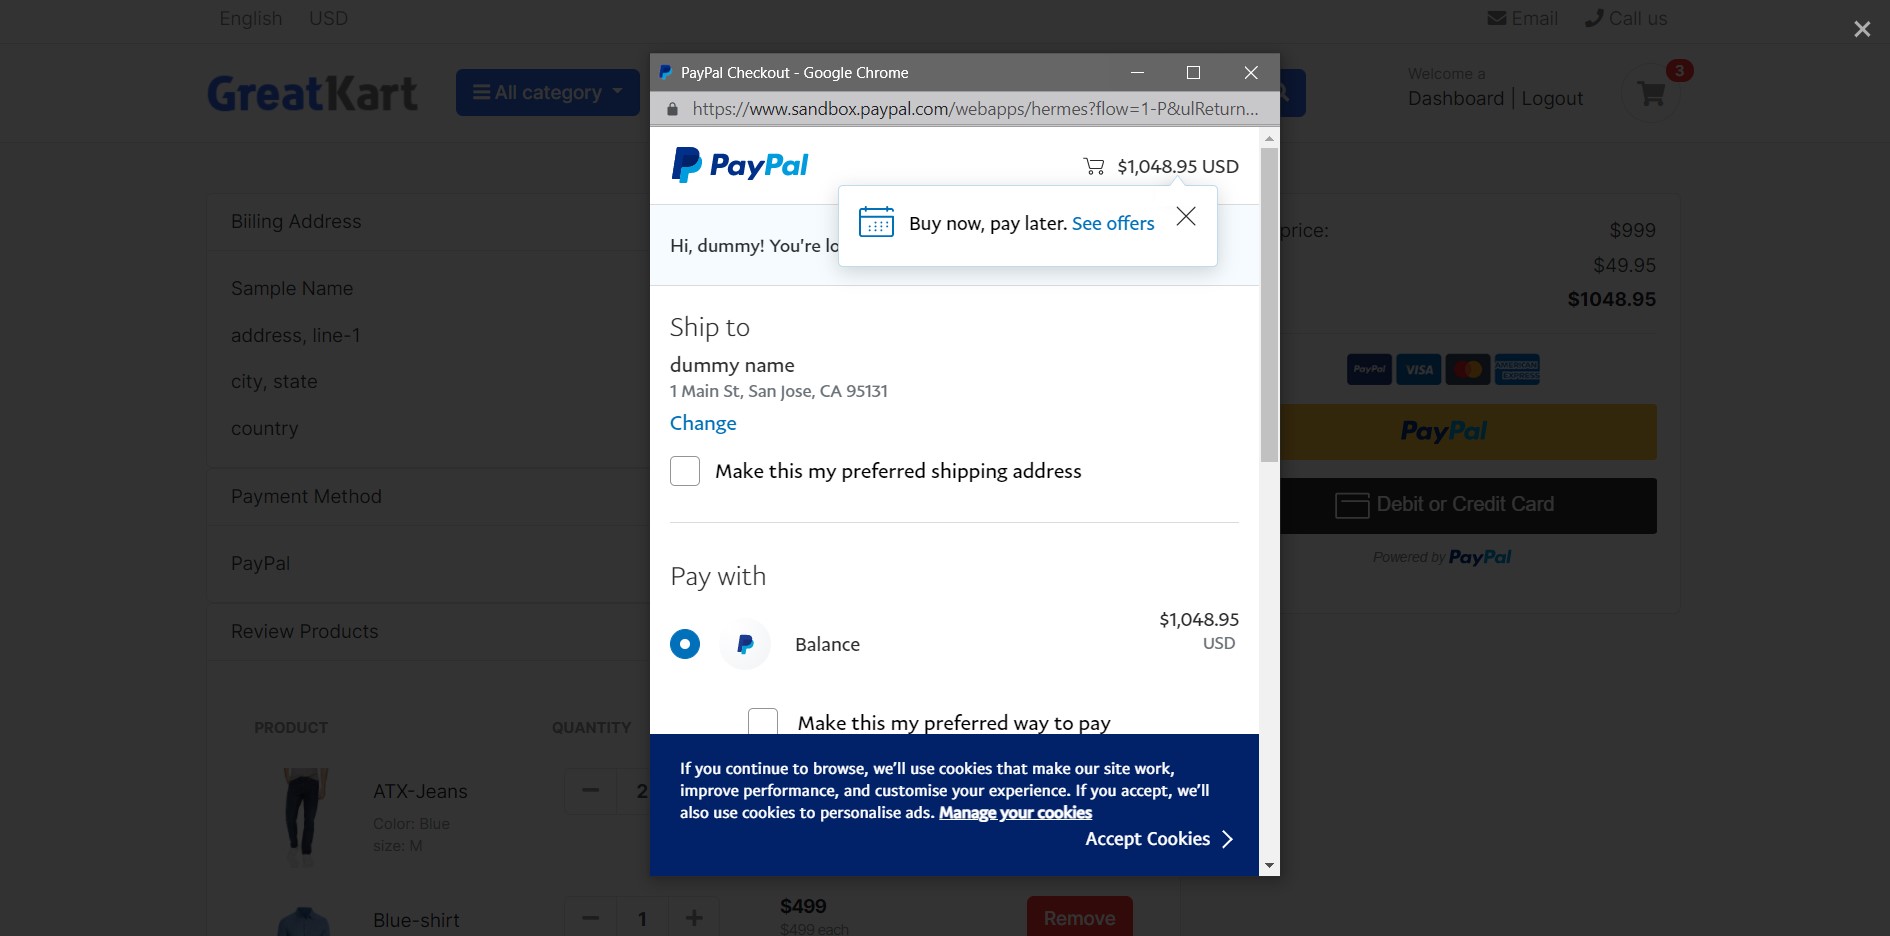 English USD
Email Call us
GreatKart
All category
Welcome a
Dashboard | Logout
3
PayPal Checkout - Google Chrome
https://www.sandbox.paypal.com/webapps/hermes?flow=1-P&ulReturn...
PayPal
$1,048.95 USD
Buy now, pay later. See offers
Hi, dummy! You're lo
Ship to
dummy name
1 Main St, San Jose, CA 95131
Change
Make this my preferred shipping address
Pay with
Balance
$1,048.95
USD
Make this my preferred way to pay
If you continue to browse, we'll use cookies that make our site work,
improve performance, and customise your experience. If you accept, we'll
also use cookies to personalise ads. Manage your cookies
Accept Cookies
Biiling Address
Sample Name
address, line-1
city, state
country
Payment Method
PayPal
Review Products
PRODUCT QUANTITY
ATX-Jeans
Color: Blue
size: M
2
Blue-shirt
1
$499
$499 each
Remove
price: $999
$49.95
$1048.95
PayPal VISA AMERICAN EXPRESS
PayPal
Debit or Credit Card
Powered by PayPal